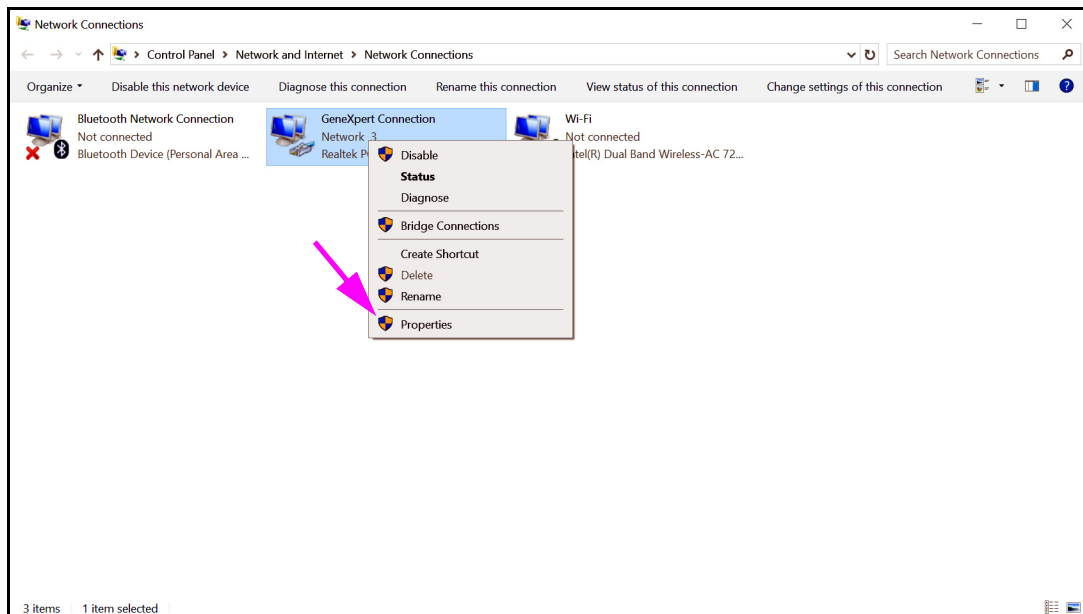 Network Connections
Control Panel > Network and Internet > Network Connections
Search Network Connections
Organize Disable this network device Diagnose this connection Rename this connection View status of this connection Change settings of this connection
Bluetooth Network Connection
Not connected
Bluetooth Device (Personal Area ...
GeneXpert Connection
Network 3
Realtek
Wi-Fi
Not connected
Dual Band Wireless-AC 72...
Disable
Status
Diagnose
Bridge Connections
Create Shortcut
Delete
Rename
Properties
3 items 1 item selected